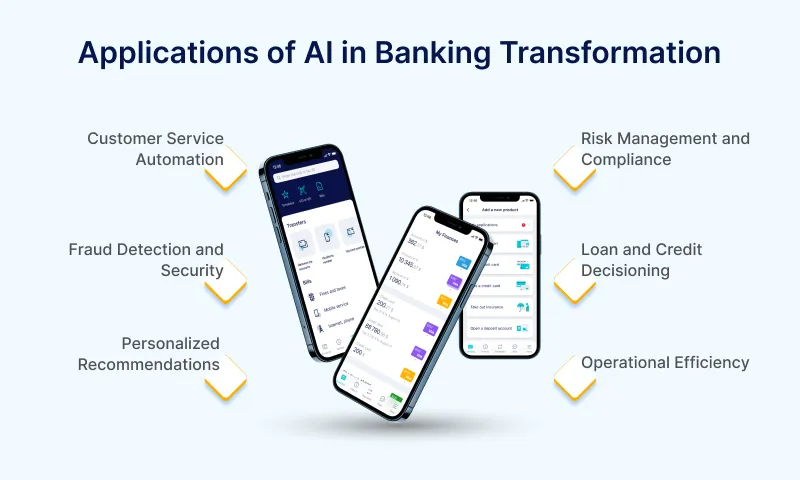 Applications of AI in Banking Transformation
Customer Service
Automation
Fraud Detection and
Security
Personalized
Recommendations
Risk Management and
Compliance
Loan and Credit
Decisioning
Operational Efficiency
Transfers
Bills
Fines and taxes
Mobile service
Internet, phone
My Finances
Add a new product
applications
Take out insurance
Open a deposit account